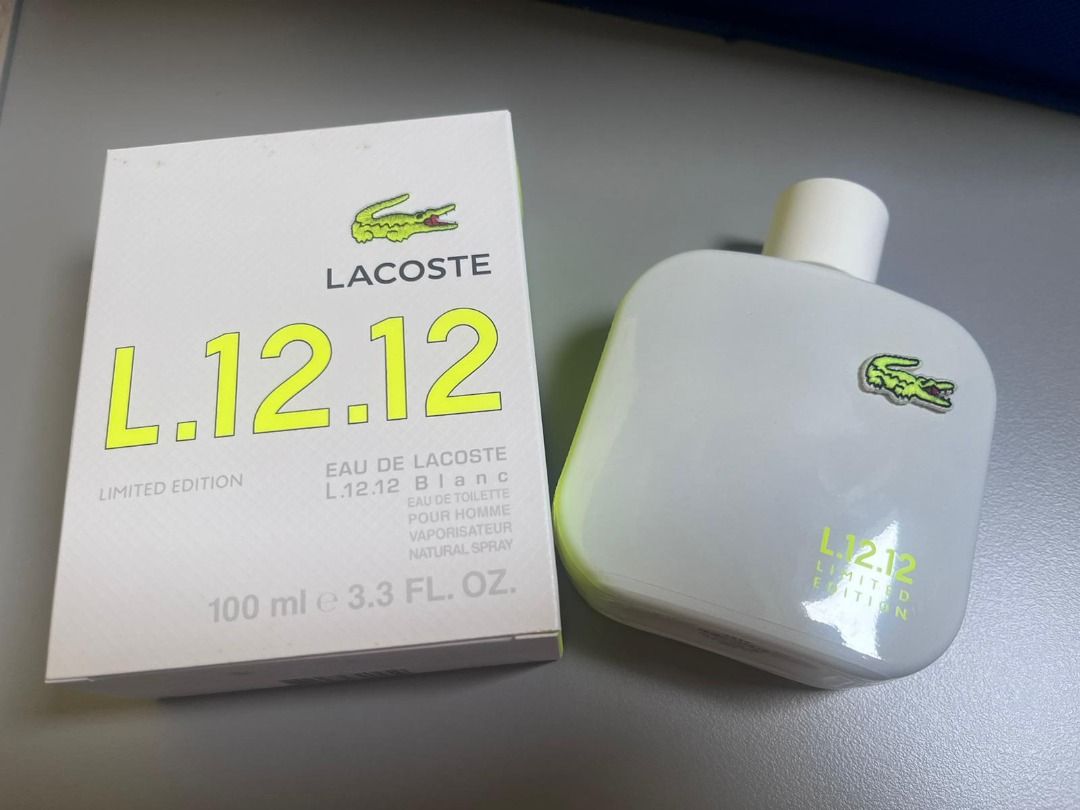 LACOSTE
L.12.12
LIMITED EDITION
EAU DE LACOSTE
L.12.12 Blanc
EAU DE TOILETTE
POUR HOMME
VAPORISATEUR
NATURAL SPRAY
100 ml e 3.3 FL. OZ.
L.12.12
LIMITED
EDITION